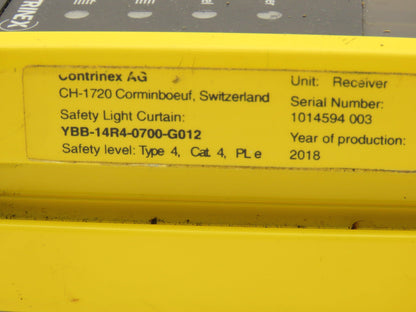 TRINEX
Contrinex AG
CH-1720 Corminboeuf, Switzerland
Safety Light Curtain:
YBB-14R4-0700-G012
Safety level: Type 4, Cat. 4, PL e
Unit: Receiver
Serial Number:
1014594 003
Year of production:
2018